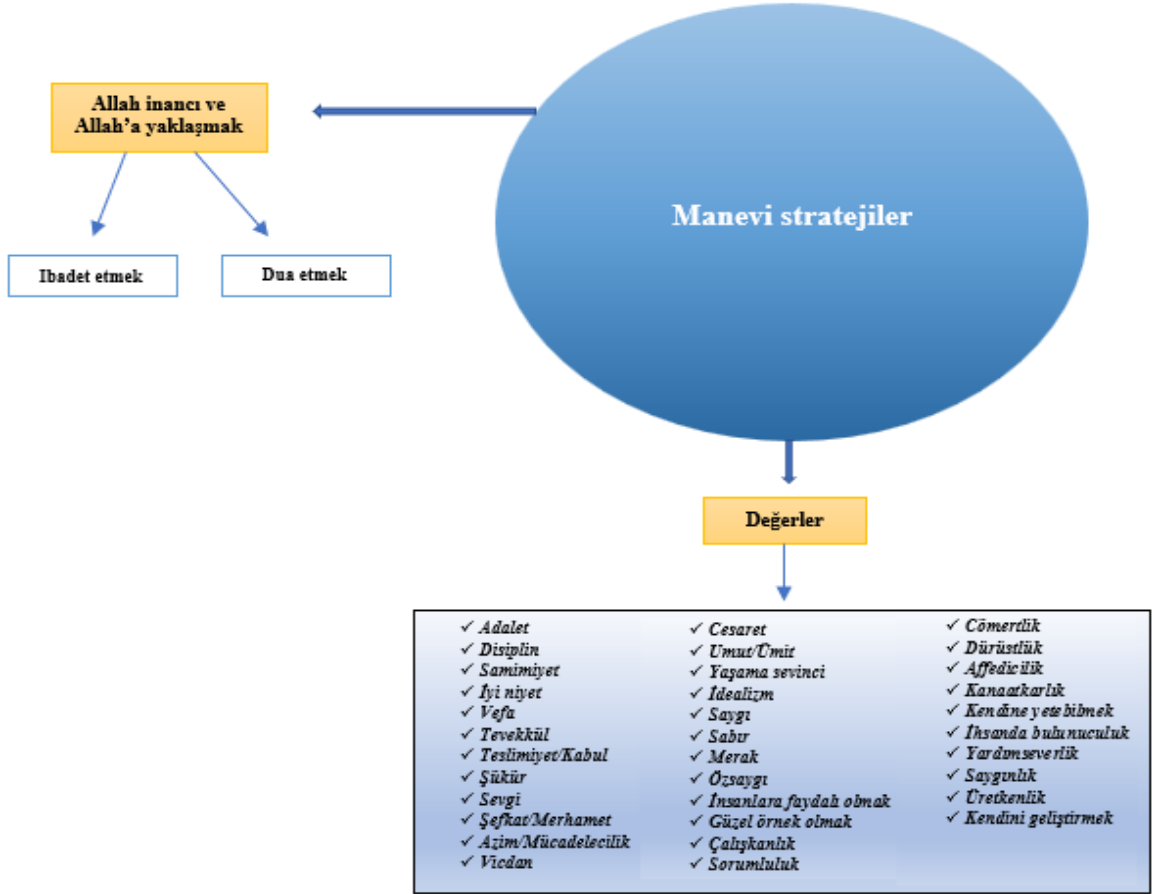 Manevi stratejiler
Allah inancı ve
Allah'a yaklaşmak
Ibadet etmek
Dua etmek
Değerler
✓ Adalet
✓ Disiplin
✓ Samimiyet
✓ İyi niyet
✓ Vefa
✓ Tevekkül
✓ Teslimiyet/Kabul
✓ Şükür
✓ Sevgi
✓ Şefkat/Merhamet
✓ Azim/Mücadelecilik
✓ Vicdan
✓ Cesaret
✓ Umut/Ümit
✓ Yaşama sevinci
✓ İdealizm
✓ Saygı
✓ Sabır
✓ Merak
✓ Özsaygı
✓ İnsanlara faydalı olmak
✓ Güzel örnek olmak
✓ Çalışkanlık
✓ Sorumluluk
✓ Cömertlik
✓ Dürüstlük
✓ Affedicilik
✓ Kanaatkarlık
✓ Kendine yetebilmek
✓ İhsanda bulunuculuk
✓ Yardımseverlik
✓ Saygınlık
✓ Üretkenlik
✓ Kendini geliştirmek